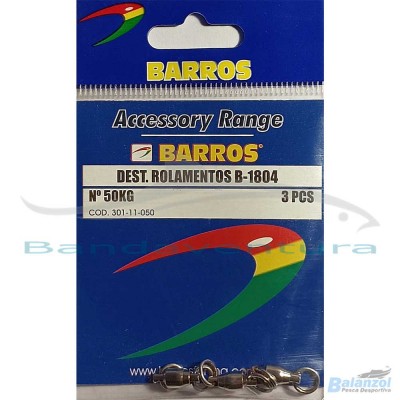 BARROS
Accessory Range
BARROS®
DEST. ROLAMENTOS B-1804
Nº 50KG 3 PCS
COD. 301-11-050
Balanzol
Pesca Desportiva